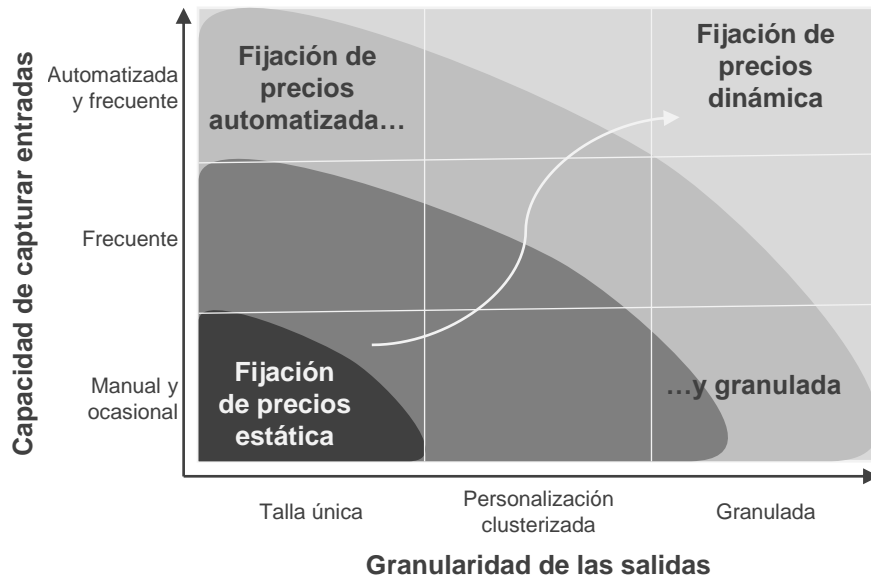 Capacidad de capturar entradas
Automatizada
y frecuente
Frecuente
Manual y
ocasional
Fijación de
precios
automatizada…
Fijación de
precios
dinámica
Fijación
de precios
estática
…y granulada
Talla única
Personalización
clusterizada
Granulada
Granularidad de las salidas